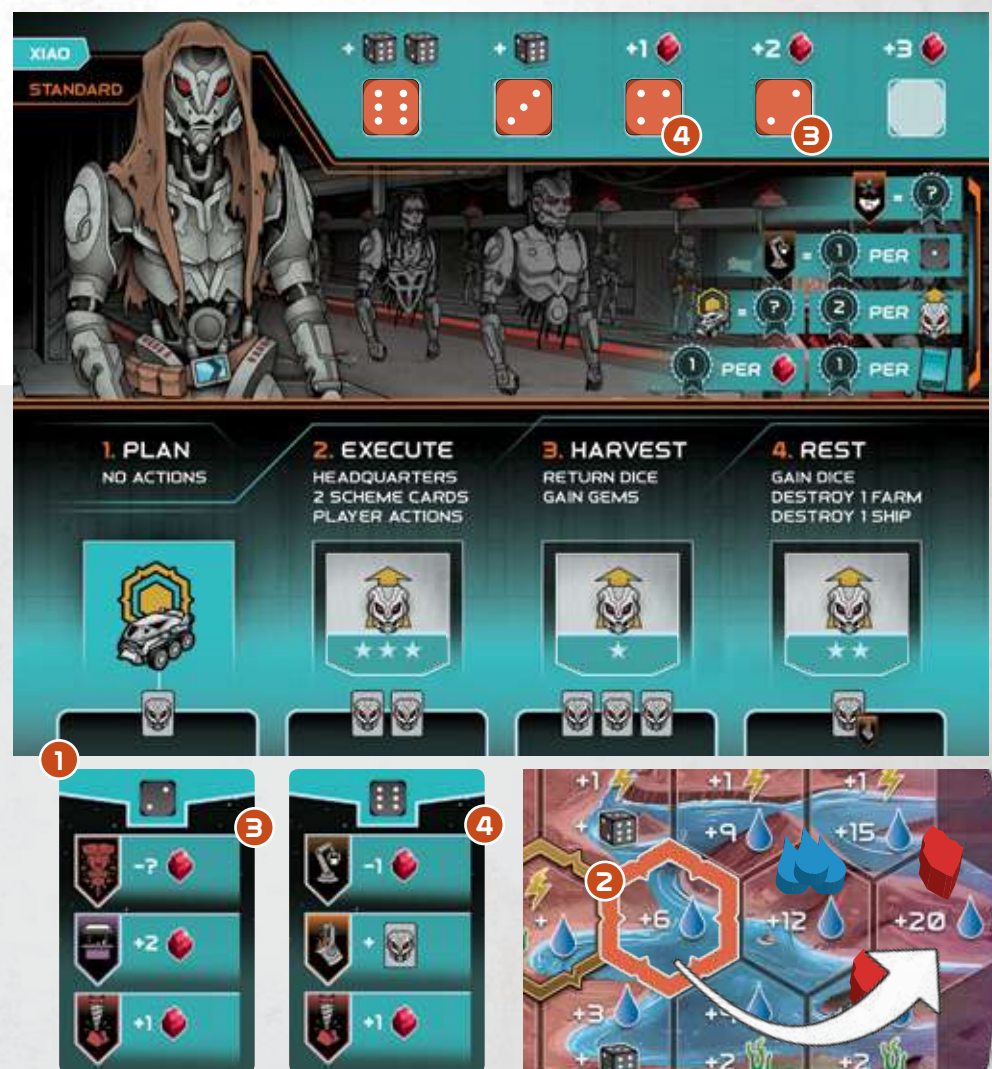 XIAO
STANDARD
+
+
+1
+2
+3
4
3
= ?
= 1 PER
= ? 2 PER
1 PER 1 PER
1. PLAN
NO ACTIONS
2. EXECUTE
HEADQUARTERS
2 SCHEME CARDS
PLAYER ACTIONS
3. HARVEST
RETURN DICE
GAIN GEMS
4. REST
GAIN DICE
DESTROY 1 FARM
DESTROY 1 SHIP
1
3
-?
+2
+1
4
-1
+
+1
+1 +1 +1
+ +9 +15
2
+ +6 +12 +20
+3
+ +2 +2